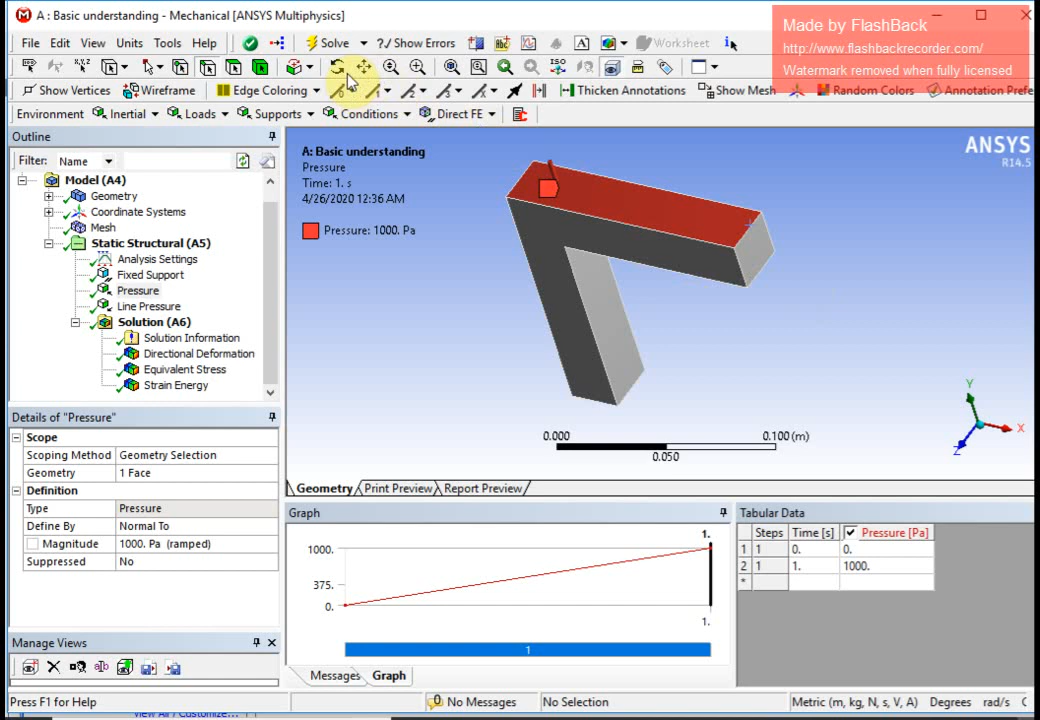 A : Basic understanding - Mechanical [ANSYS Multiphysics]
Made by FlashBack
http://www.flashbackrecorder.com/
Watermark removed when fully licensed
File Edit View Units Tools Help Solve ?/ Show Errors Worksheet
Show Vertices Wireframe Edge Coloring Thicken Annotations Show Mesh Random Colors Annotation Prefe
Environment Inertial Loads Supports Conditions Direct FE
Outline
Filter: Name
Model (A4)
Geometry
Coordinate Systems
Mesh
Static Structural (A5)
Analysis Settings
Fixed Support
Pressure
Line Pressure
Solution (A6)
Solution Information
Directional Deformation
Equivalent Stress
Strain Energy
A: Basic understanding
Pressure
Time: 1. s
4/26/2020 12:36 AM
Pressure: 1000. Pa
ANSYS
R14.5
Y
X
Z
0.000 0.100 (m)
0.050
Geometry Print Preview Report Preview
Details of "Pressure"
Scope
Scoping Method Geometry Selection
Geometry 1 Face
Definition
Type Pressure
Define By Normal To
Magnitude 1000. Pa (ramped)
Suppressed No
Manage Views
Graph
1.
1000.
375.
0.
1.
1
Messages Graph
Tabular Data
Steps Time [s] Pressure [Pa]
1 1 0. 0.
2 1 1. 1000.
*
Press F1 for Help No Messages No Selection Metric (m, kg, N, s, V, A) Degrees rad/s C
View All / Customize...